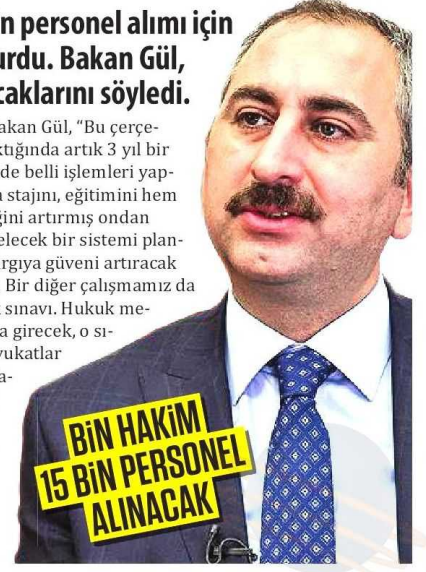 n personel alımı için
urdu. Bakan Gül,
caklarını söyledi.
akan Gül, “Bu çerçe-
ktığında artık 3 yıl bir
de belli işlemleri yap-
n stajını, eğitimini hem
ğini artırmış ondan
elecek bir sistemi plan-
argıya güveni artıracak
. Bir diğer çalışmamız da
k sınavı. Hukuk me-
a girecek, o sı-
vukatlar
a-
BİN HAKİM
15 BİN PERSONEL
ALINACAK